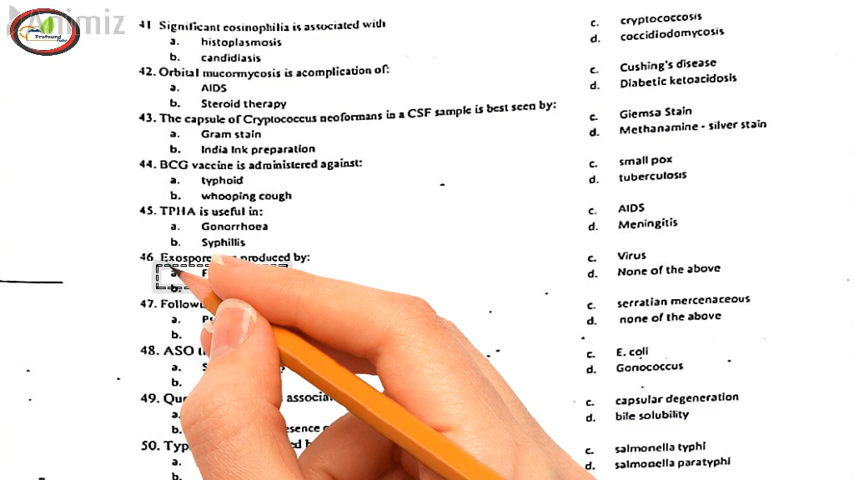 Animiz
41 Significant eosinophilia is associated with
a. histoplasmosis
b. candidiasis
c. cryptococcosis
d. coccidiodomycosis
42. Orbital mucormycosis is acomplication of:
a. AIDS
b. Steroid therapy
c. Cushing's disease
d. Diabetic ketoacidosis
43. The capsule of Cryptococcus neoformans in a CSF sample is best seen by:
a. Gram stain
b. India Ink preparation
c. Giemsa Stain
d. Methanamine - silver stain
44. BCG vaccine is administered against:
a. typhoid
b. whooping cough
c. small pox
d. tuberculosis
45. TPHA is useful in:
a. Gonorrhoea
b. Syphillis
c. AIDS
d. Meningitis
46 Exospore produced by:
a.
b.
c. Virus
d. None of the above
47.
a.
b.
c. serratian mercenaceous
d. none of the above
48. ASO
a.
b.
c. E. coli
d. Gonococcus
49.
a.
b.
c. capsular degeneration
d. bile solubility
50.
a.
b.
c. salmonella typhi
d. salmonella paratyphi